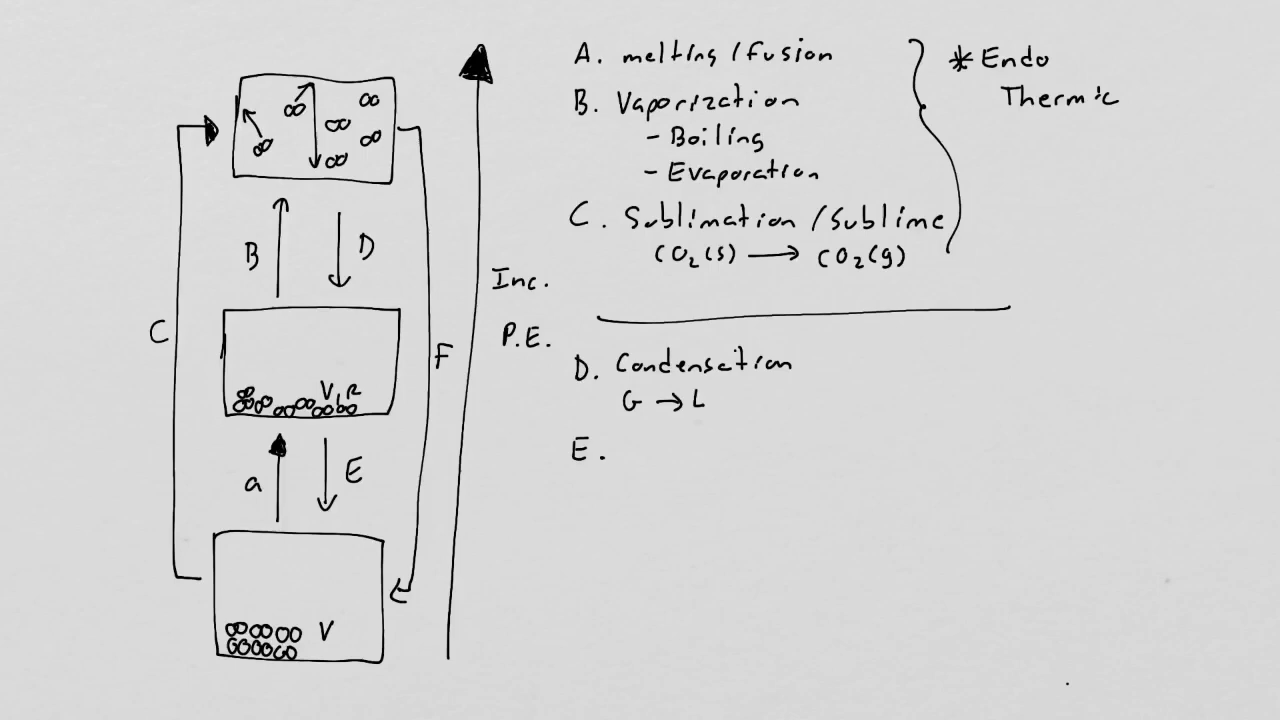 A. melting / fusion
B. Vaporization
- Boiling
- Evaporation
C. Sublimation / Sublime
CO₂(s) → CO₂(g)
* Endo
Thermic
D. Condensation
G → L
E.
Inc.
P.E.
B
D
C
F
V, R
a
E
V